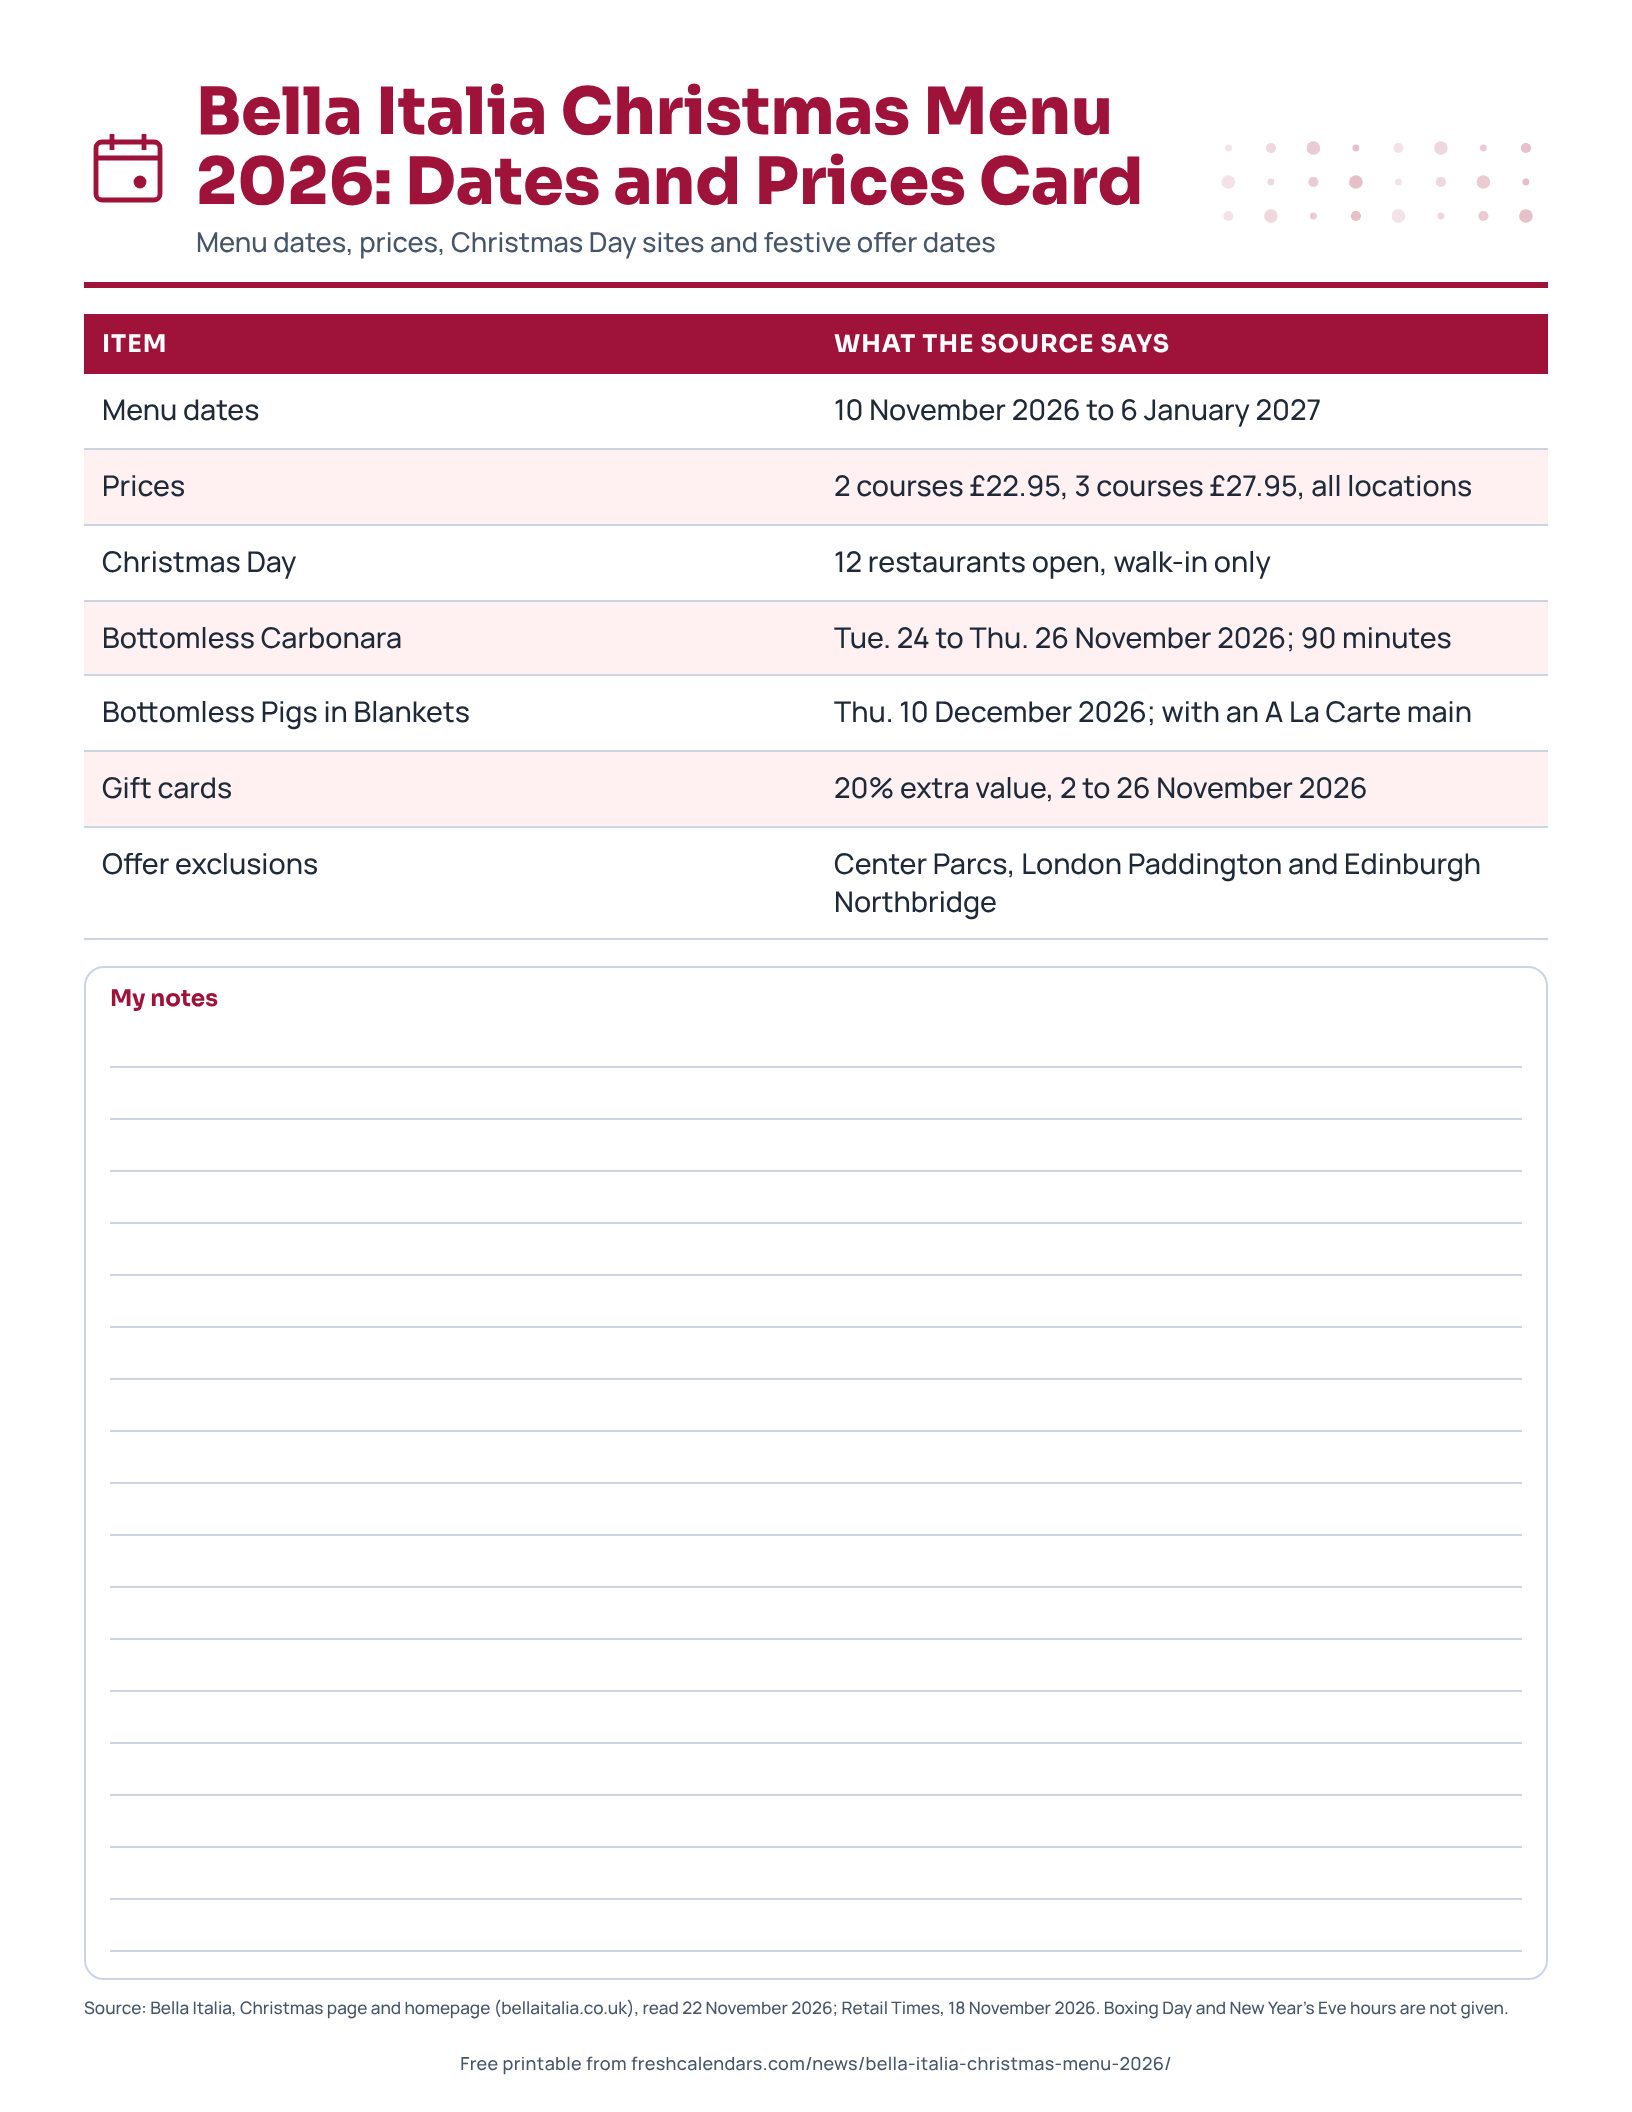 Bella Italia Christmas Menu
2026: Dates and Prices Card
Menu dates, prices, Christmas Day sites and festive offer dates
ITEM WHAT THE SOURCE SAYS
Menu dates 10 November 2026 to 6 January 2027
Prices 2 courses £22.95, 3 courses £27.95, all locations
Christmas Day 12 restaurants open, walk-in only
Bottomless Carbonara Tue. 24 to Thu. 26 November 2026; 90 minutes
Bottomless Pigs in Blankets Thu. 10 December 2026; with an A La Carte main
Gift cards 20% extra value, 2 to 26 November 2026
Offer exclusions Center Parcs, London Paddington and Edinburgh
Northbridge
My notes
Source: Bella Italia, Christmas page and homepage (bellaitalia.co.uk), read 22 November 2026; Retail Times, 18 November 2026. Boxing Day and New Year's Eve hours are not given.
Free printable from freshcalendars.com/news/bella-italia-christmas-menu-2026/